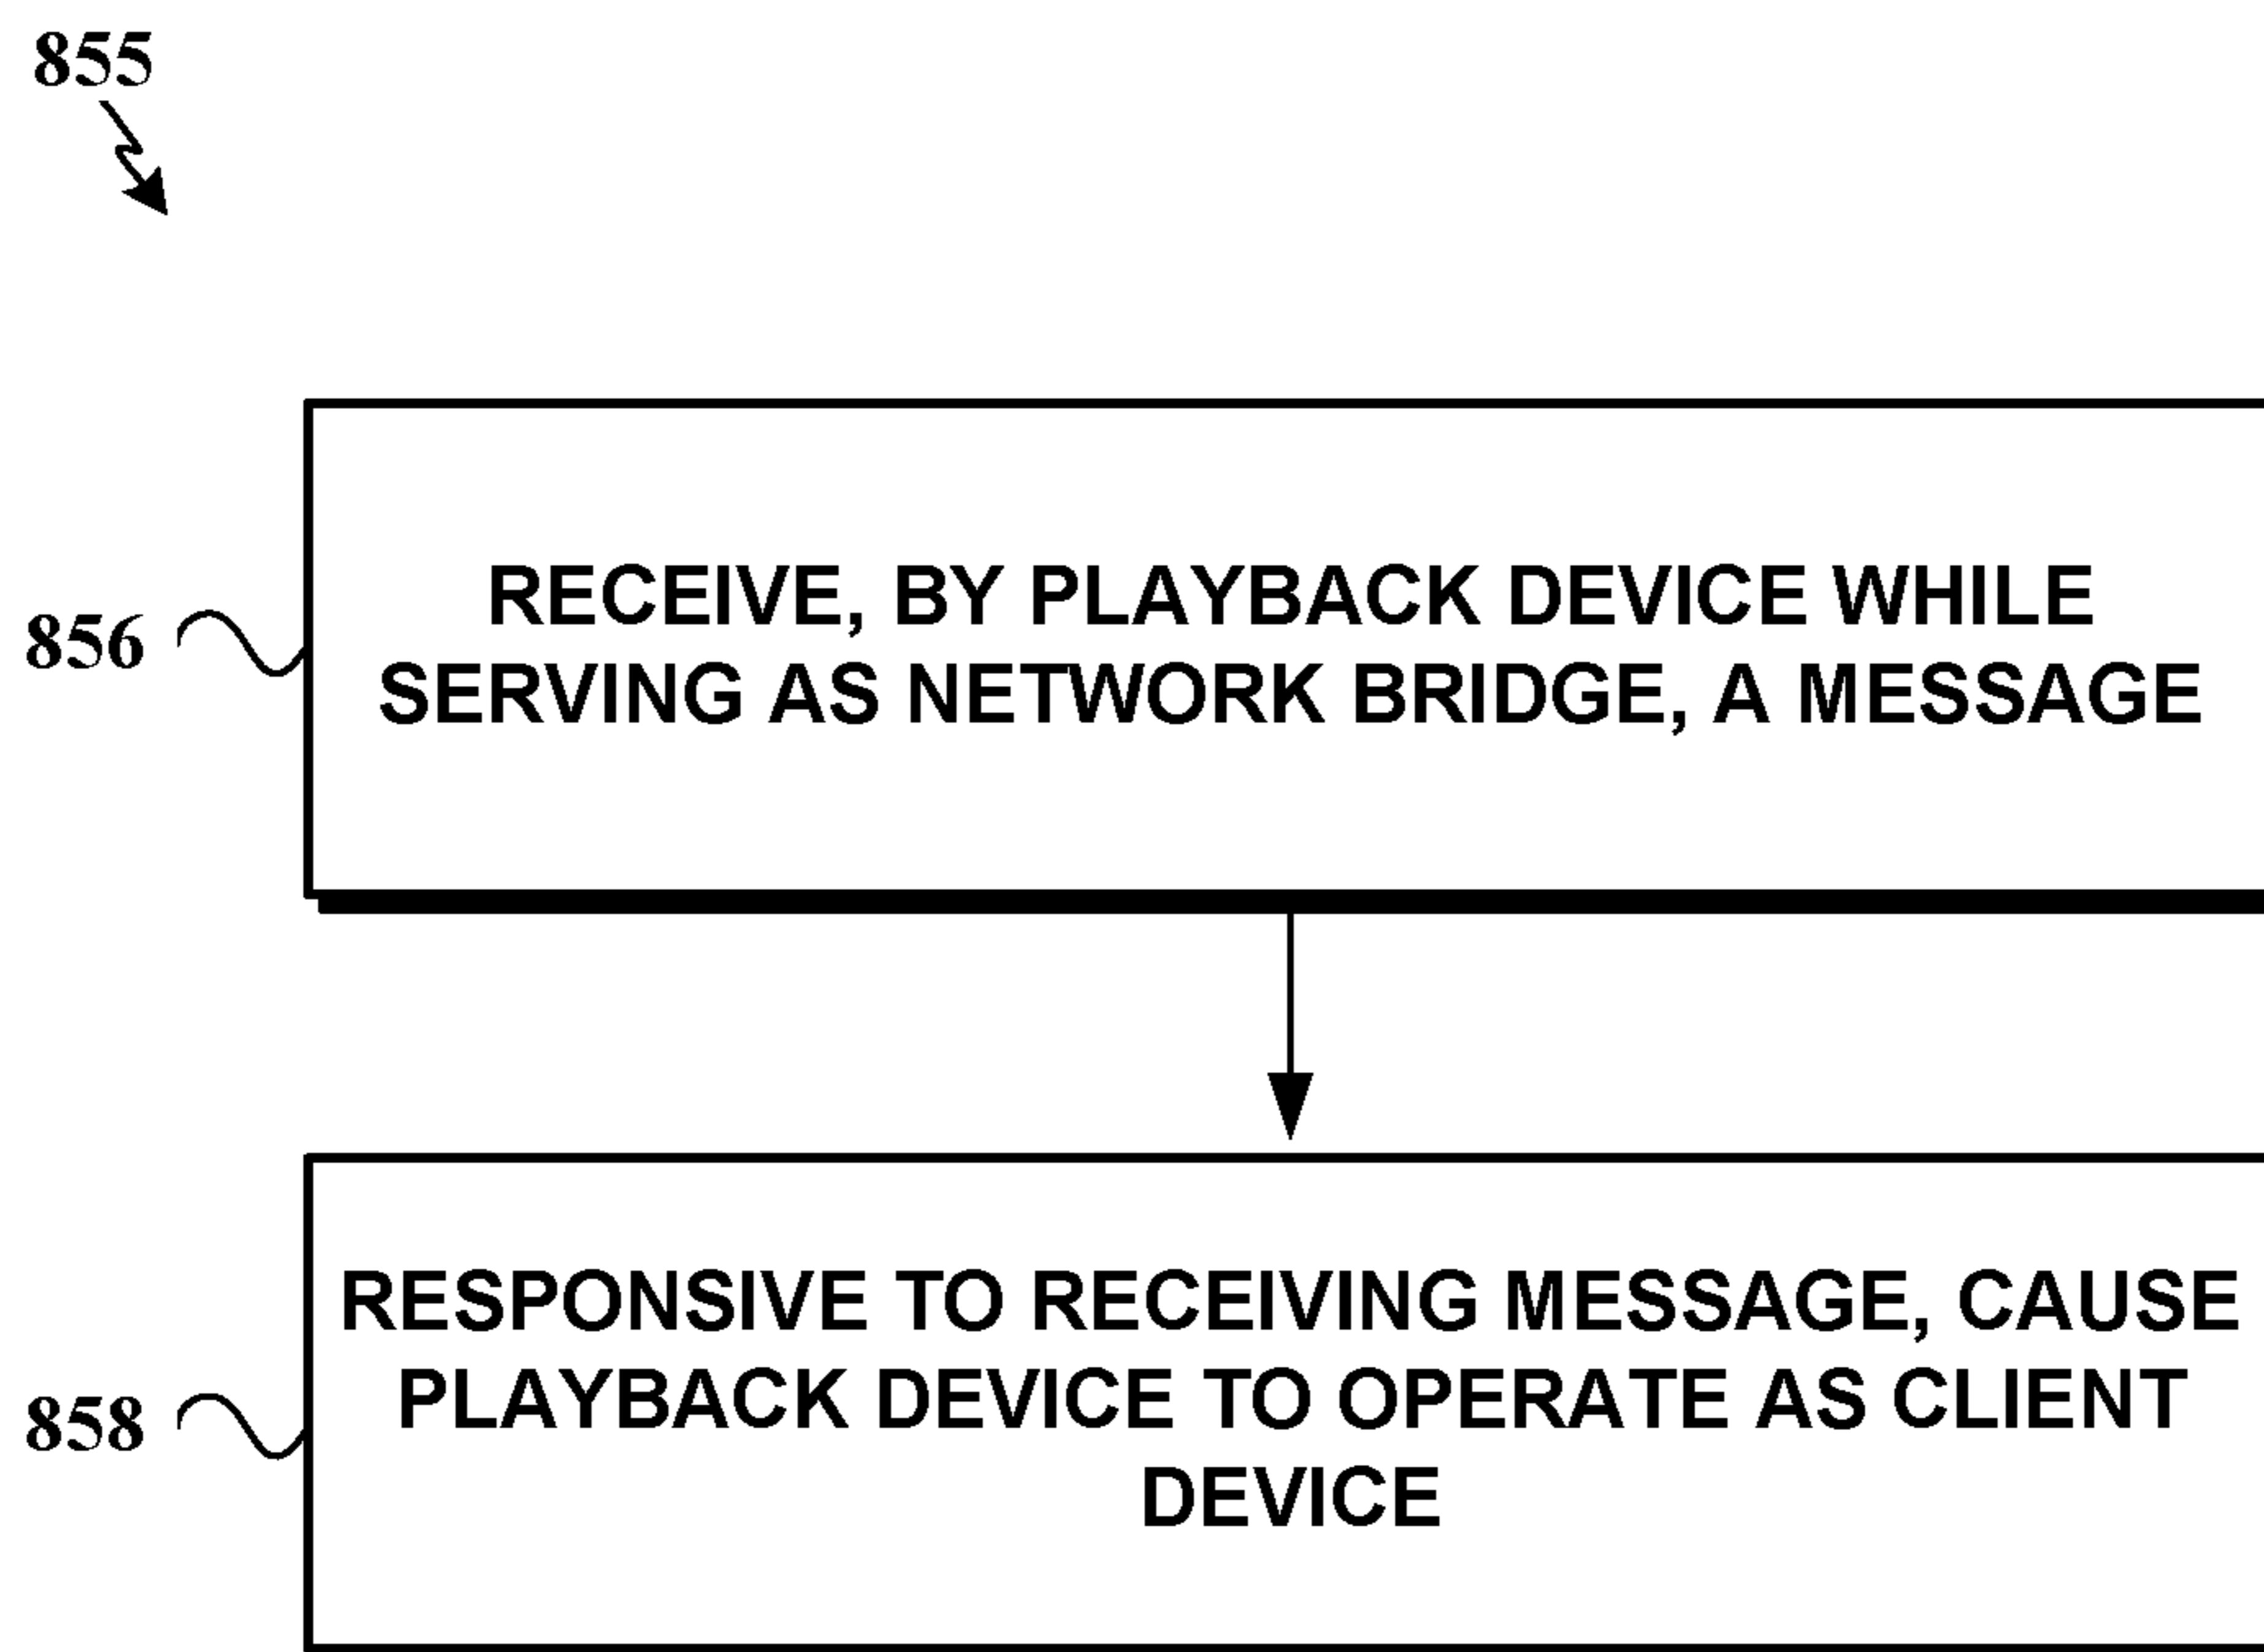 855
856
RECEIVE, BY PLAYBACK DEVICE WHILE
SERVING AS NETWORK BRIDGE, A MESSAGE
858
RESPONSIVE TO RECEIVING MESSAGE, CAUSE
PLAYBACK DEVICE TO OPERATE AS CLIENT
DEVICE